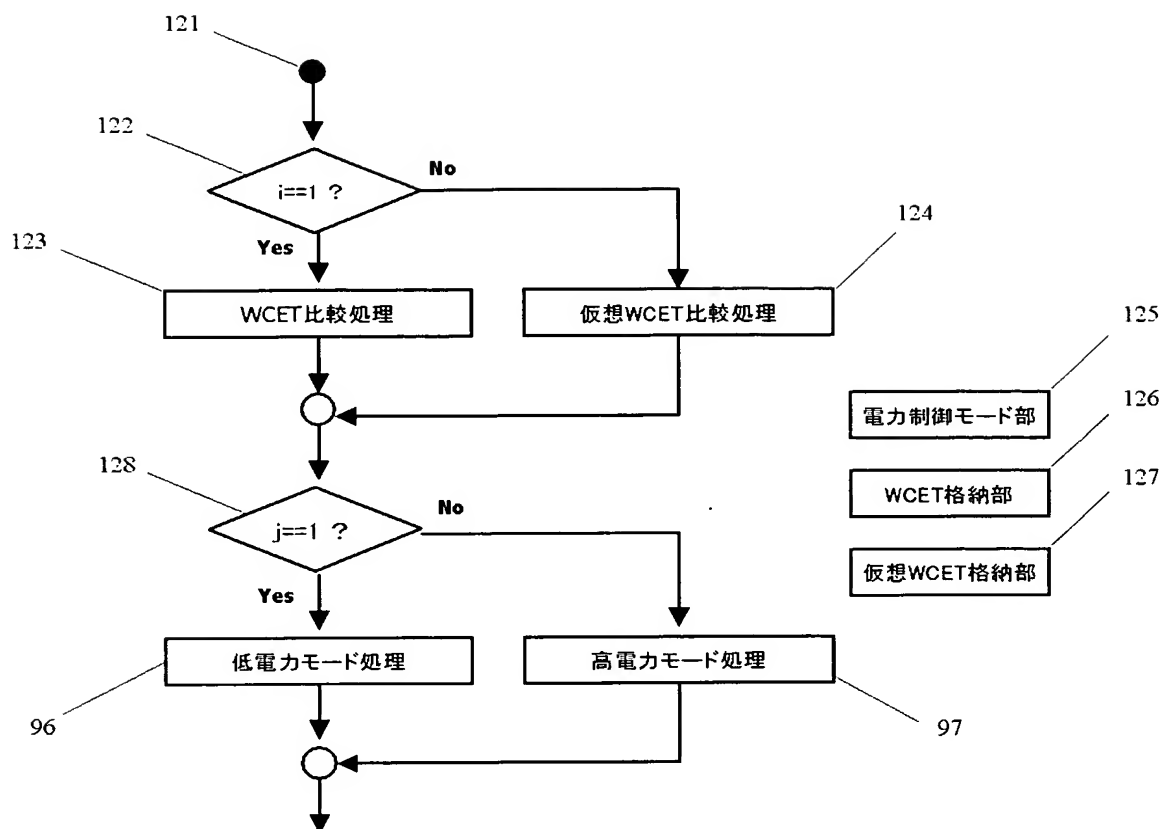 121
122
i==1 ?
No
Yes
123
124
WCET比較処理
仮想WCET比較処理
125
電力制御モード部
126
WCET格納部
127
仮想WCET格納部
128
j==1 ?
No
Yes
低電力モード処理
高電力モード処理
96
97